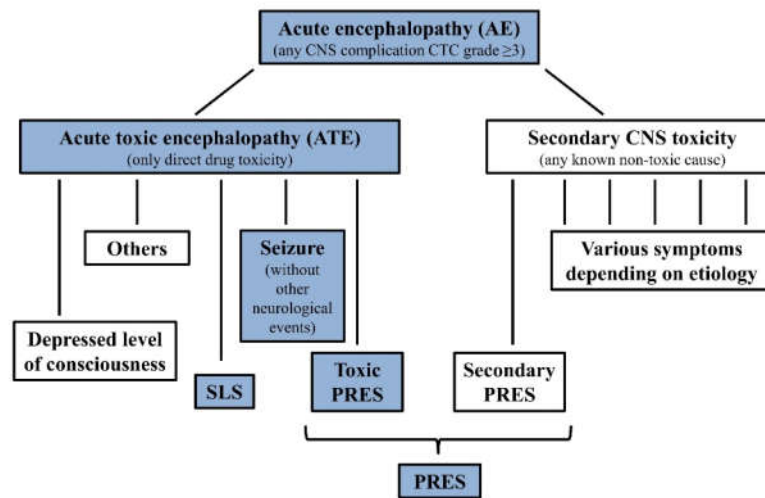 Acute encephalopathy (AE)
(any CNS complication CTC grade ≥3)
Acute toxic encephalopathy (ATE)
(only direct drug toxicity)
Secondary CNS toxicity
(any known non-toxic cause)
Others
Seizure
(without
other
neurological
events)
Various symptoms
depending on etiology
Depressed level
of consciousness
SLS
Toxic
PRES
Secondary
PRES
PRES